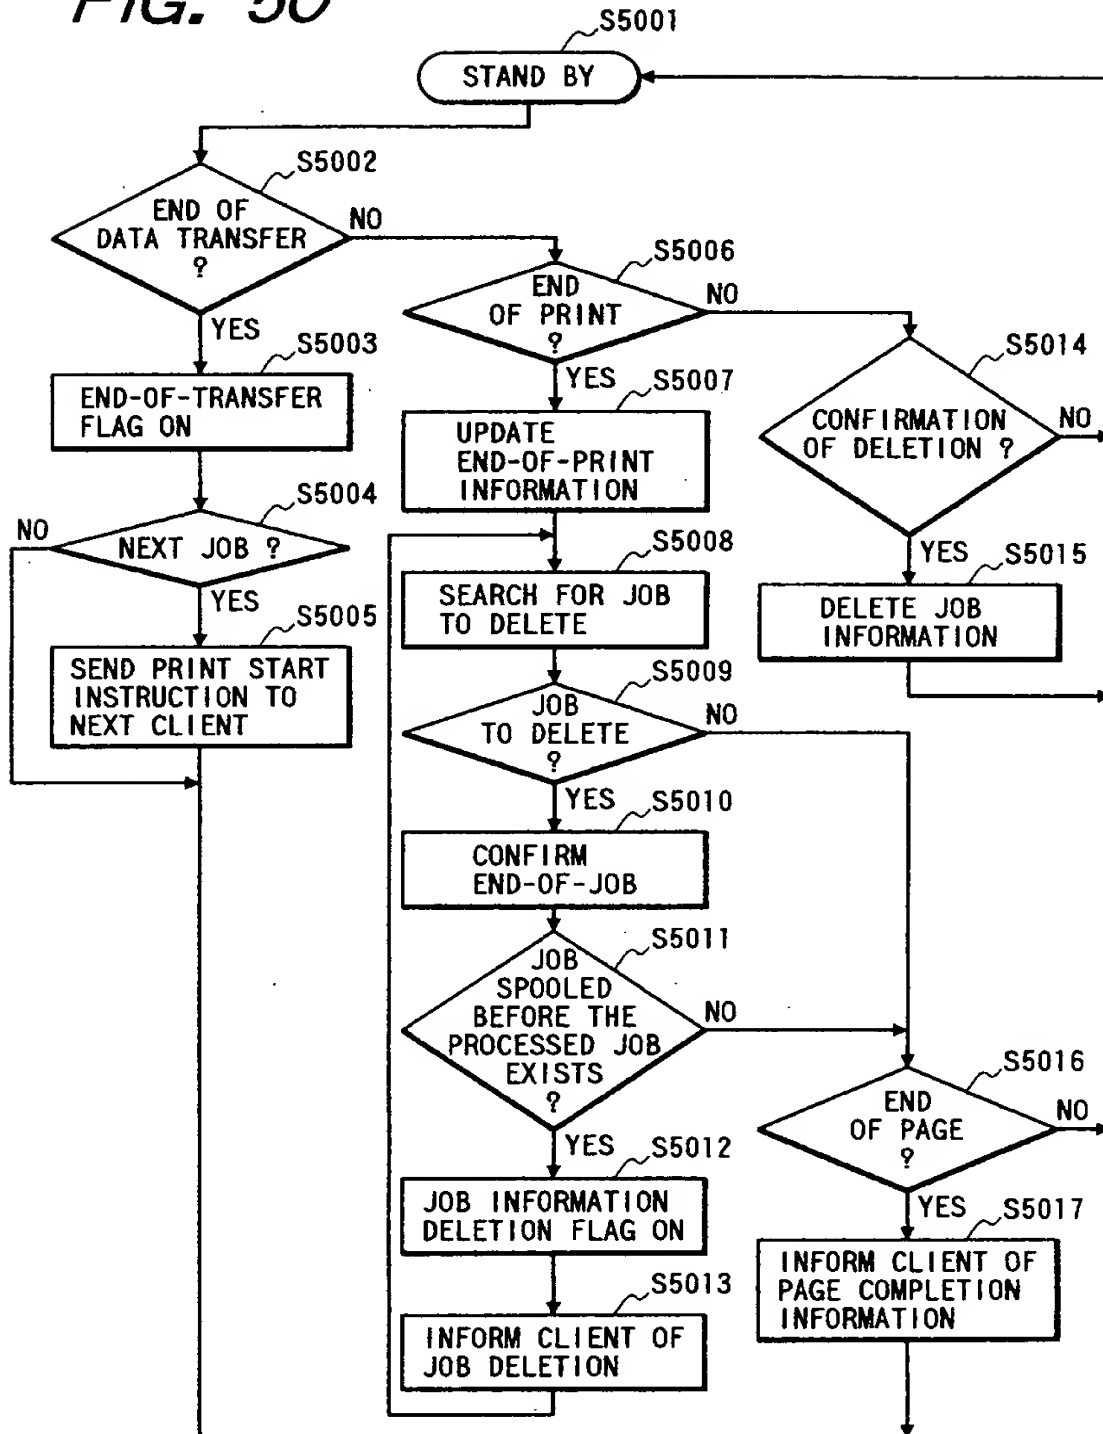 FIG. 50
S5001
STAND BY
S5002
END OF
DATA TRANSFER
?
NO
YES
S5003
END-OF-TRANSFER
FLAG ON
S5004
NO
NEXT JOB ?
YES
S5005
SEND PRINT START
INSTRUCTION TO
NEXT CLIENT
S5006
END
OF PRINT
?
NO
YES
S5007
UPDATE
END-OF-PRINT
INFORMATION
S5008
SEARCH FOR JOB
TO DELETE
S5009
JOB
TO DELETE
?
NO
YES
S5010
CONFIRM
END-OF-JOB
S5011
JOB
SPOOLED
BEFORE THE
PROCESSED JOB
EXISTS
?
NO
YES
S5012
JOB INFORMATION
DELETION FLAG ON
S5013
INFORM CLIENT OF
JOB DELETION
S5014
CONFIRMATION
OF DELETION ?
NO
YES
S5015
DELETE JOB
INFORMATION
S5016
END
OF PAGE
?
NO
YES
S5017
INFORM CLIENT OF
PAGE COMPLETION
INFORMATION